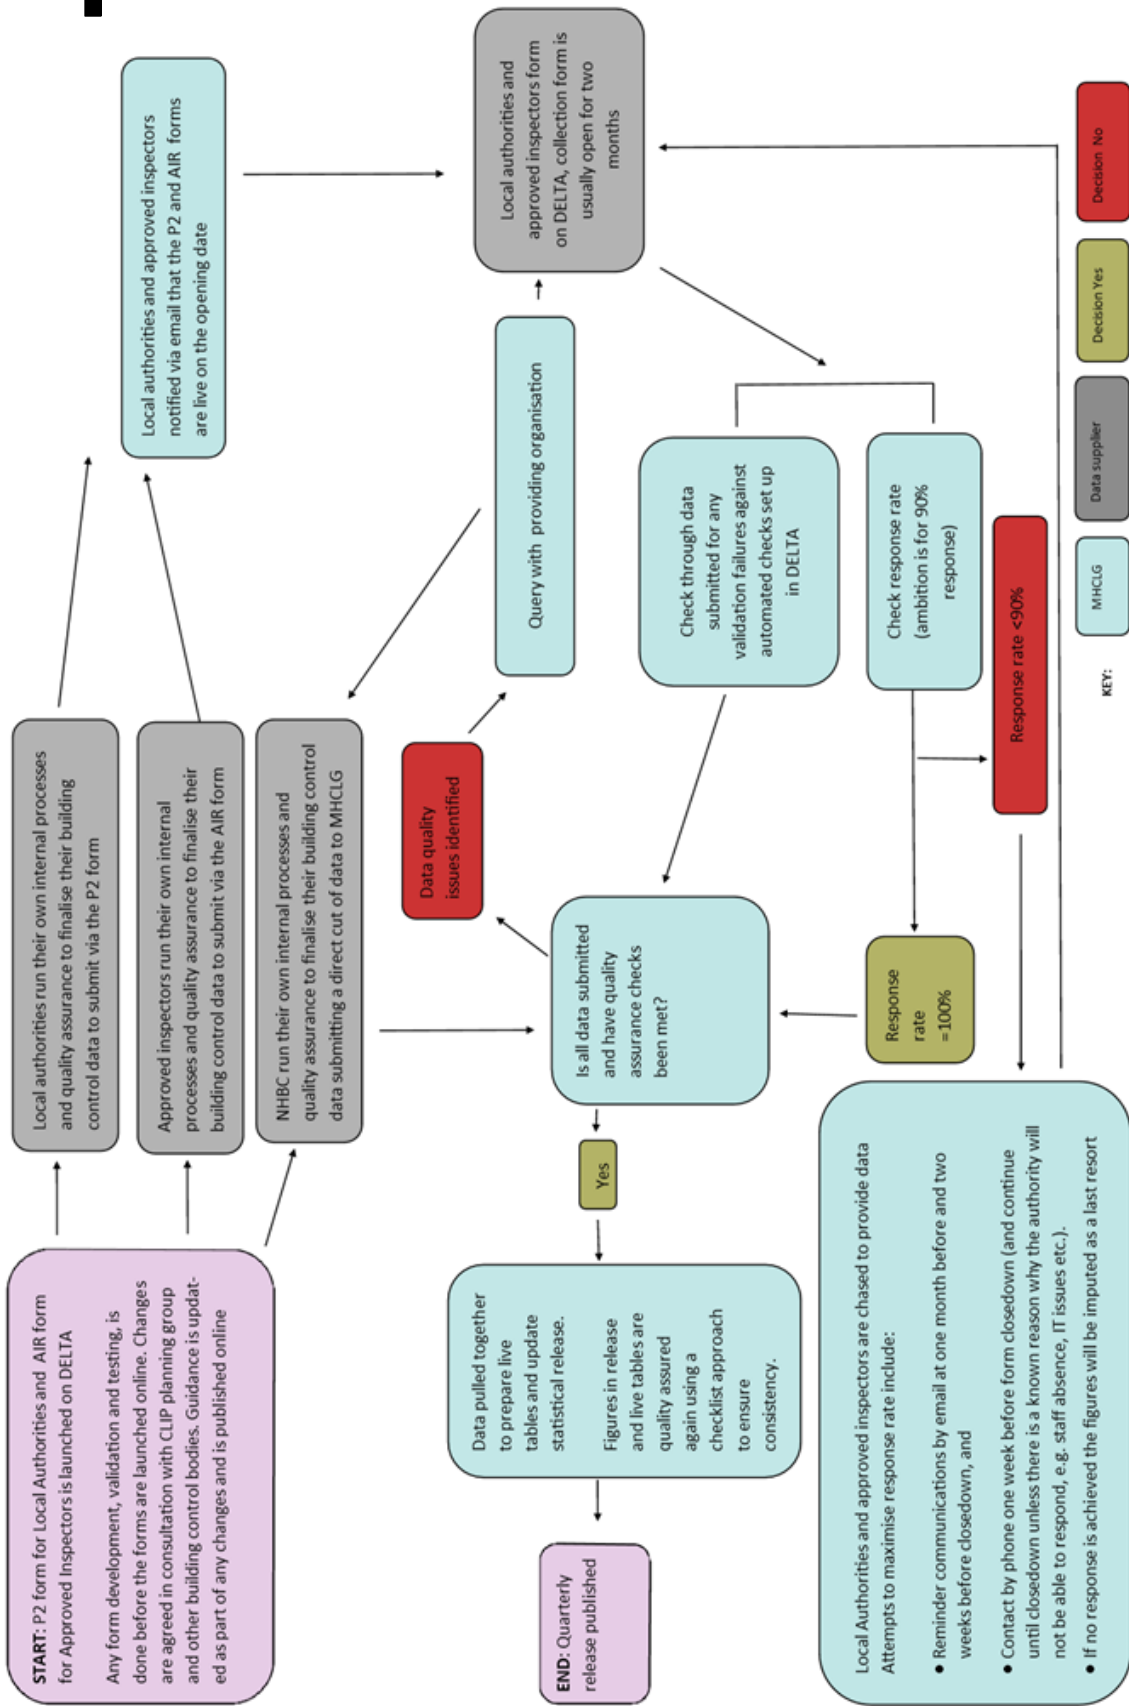 START: P2 form for Local Authorities and AIR form
for Approved Inspectors is launched on DELTA
Any form development, validation and testing, is
done before the forms are launched online. Changes
are agreed in consultation with CLIP planning group
and other building control bodies. Guidance is updat-
ed as part of any changes and is published online
Local authorities run their own internal processes
and quality assurance to finalise their building
control data to submit via the P2 form
Approved inspectors run their own internal
processes and quality assurance to finalise their
building control data to submit via the AIR form
NHBC run their own internal processes and
quality assurance to finalise their building control
data submitting a direct cut of data to MHCLG
Local authorities and approved inspectors
notified via email that the P2 and AIR forms
are live on the opening date
Local authorities and
approved inspectors form
on DELTA, collection form is
usually open for two
months
Query with providing organisation
Data quality
issues identified
Check through data
submitted for any
validation failures against
automated checks set up
in DELTA
Check response rate
(ambition is for 90%
response)
Response rate <90%
Response
rate
=100%
Is all data submitted
and have quality
assurance checks
been met?
Yes
Data pulled together
to prepare live
tables and update
statistical release.
Figures in release
and live tables are
quality assured
again using a
checklist approach
to ensure
consistency.
END: Quarterly
release published
Local Authorities and approved inspectors are chased to provide data
Attempts to maximise response rate include:
● Reminder communications by email at one month before and two
weeks before closedown, and
● Contact by phone one week before form closedown (and continue
until closedown unless there is a known reason why the authority will
not be able to respond, e.g. staff absence, IT issues etc.).
● If no response is achieved the figures will be imputed as a last resort
KEY:
MHCLG
Data supplier
Decision Yes
Decision No